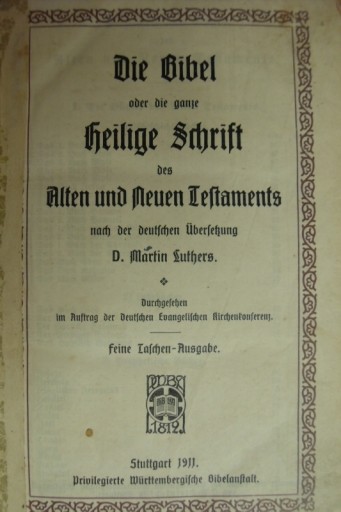 Die Bibel
oder die ganze
Heilige Schrift
des
Alten und Neuen Testaments
nach der deutschen Übersetzung
D. Martin Luthers.
Durchgesehen
im Auftrag der Deutschen Evangelischen Kirchenkonferenz.
Feine Taschen-Ausgabe.
PWBA
1812
Stuttgart 1911.
Privilegierte Württembergische Bibelanstalt.